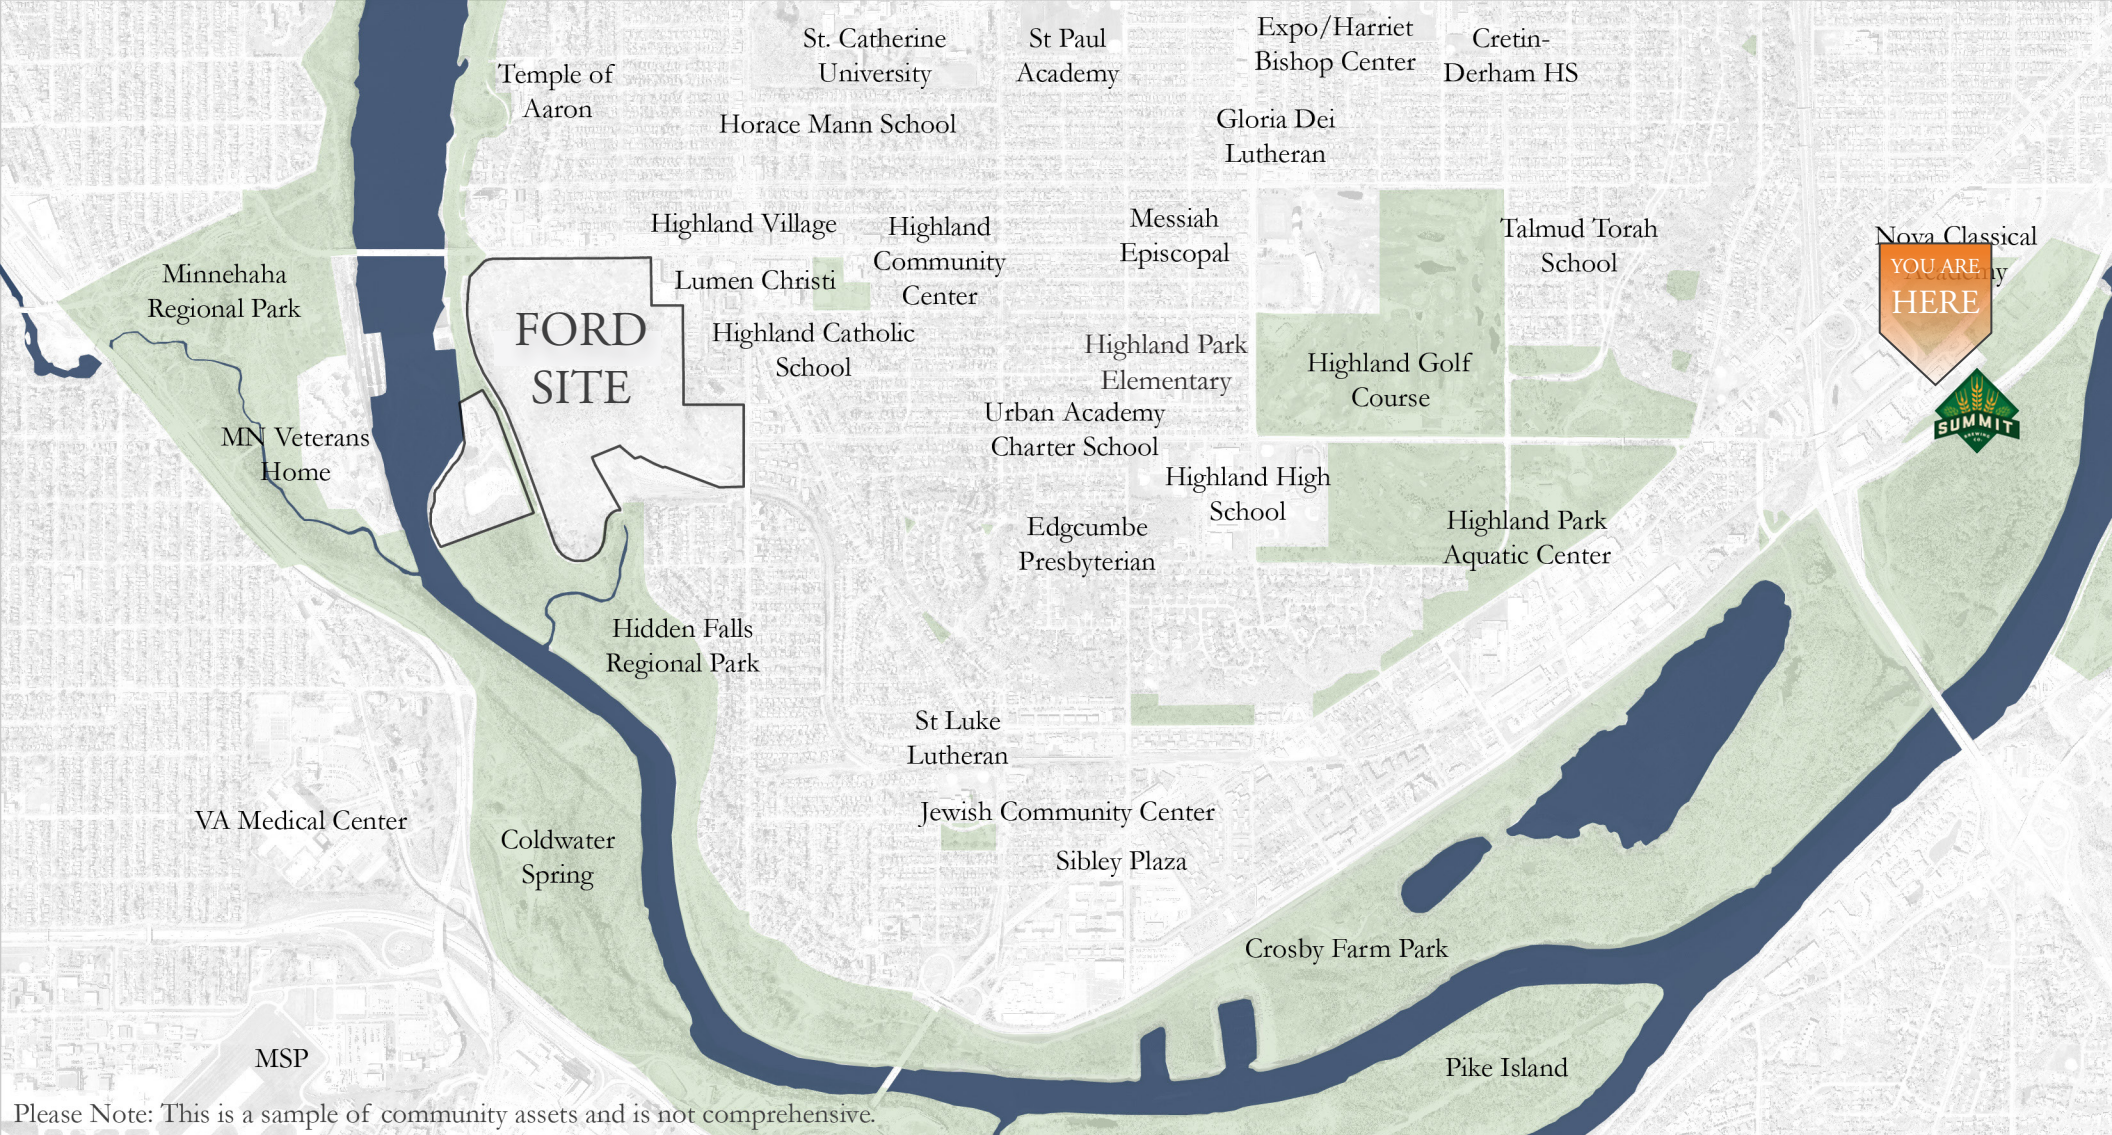 Expo/Harriet
Bishop Center
St. Catherine
University
St Paul
Academy
Cretin-
Derham HS
Temple of
Aaron
Horace Mann School
Gloria Dei
Lutheran
Highland Village
Highland
Community
Center
Messiah
Episcopal
Talmud Torah
School
Nova Classical
Academy
YOU ARE
HERE
Minnehaha
Regional Park
Lumen Christi
FORD
SITE
Highland Catholic
School
Highland Park
Elementary
Highland Golf
Course
Urban Academy
Charter School
SUMMIT
BREWING
CO.
MN Veterans
Home
Highland High
School
Edgcumbe
Presbyterian
Highland Park
Aquatic Center
Hidden Falls
Regional Park
St Luke
Lutheran
VA Medical Center
Jewish Community Center
Coldwater
Spring
Sibley Plaza
Crosby Farm Park
MSP
Pike Island
Please Note: This is a sample of community assets and is not comprehensive.